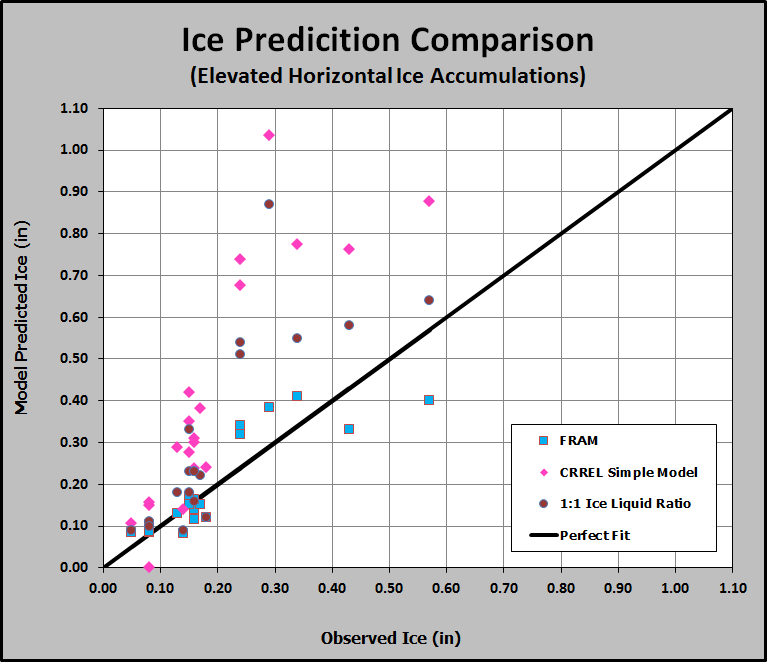 Ice Predicition Comparison
(Elevated Horizontal Ice Accumulations)
Model Predicted Ice (in)
1.10
1.00
0.90
0.80
0.70
0.60
0.50
0.40
0.30
0.20
0.10
0.00
FRAM
CRREL Simple Model
1:1 Ice Liquid Ratio
Perfect Fit
0.00 0.10 0.20 0.30 0.40 0.50 0.60 0.70 0.80 0.90 1.00 1.10
Observed Ice (in)